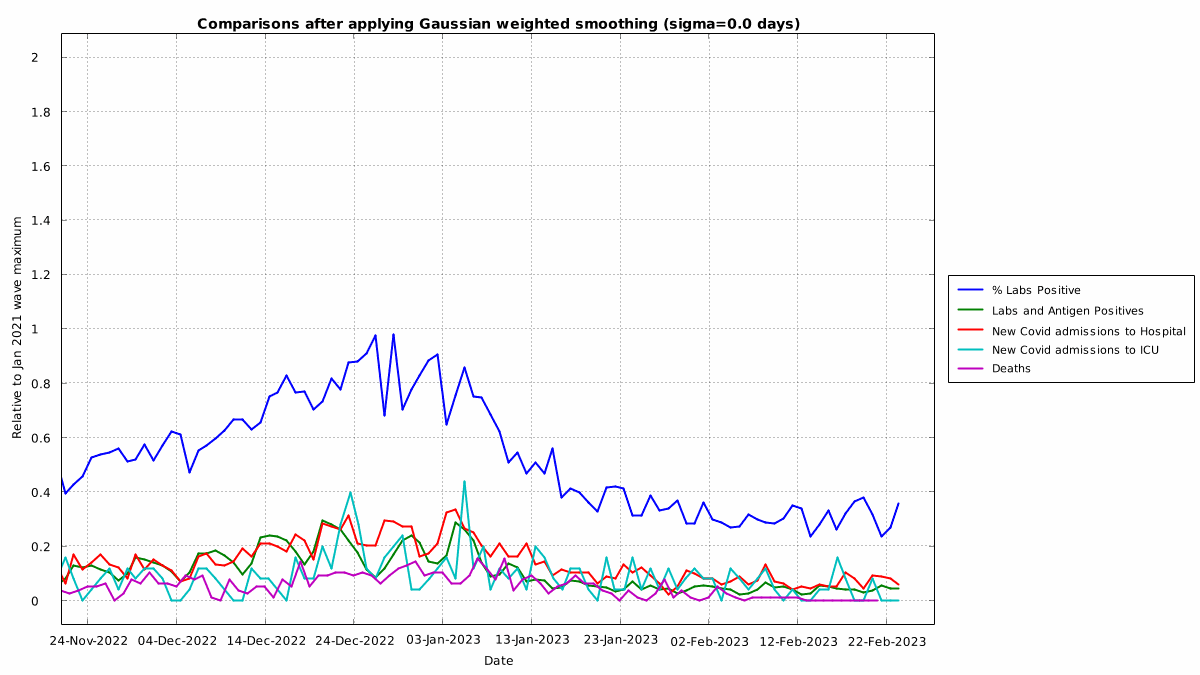 Comparisons after applying Gaussian weighted smoothing (sigma=0.0 days)
2
1.8
1.6
1.4
1.2
1
0.8
0.6
0.4
0.2
0
Relative to Jan 2021 wave maximum
24-Nov-2022 04-Dec-2022 14-Dec-2022 24-Dec-2022 03-Jan-2023 13-Jan-2023 23-Jan-2023 02-Feb-2023 12-Feb-2023 22-Feb-2023
Date
% Labs Positive
Labs and Antigen Positives
New Covid admissions to Hospital
New Covid admissions to ICU
Deaths